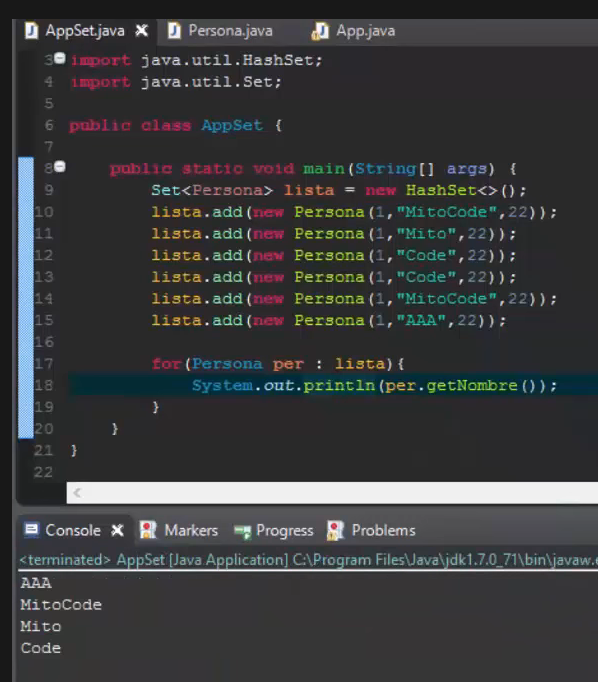 AppSet.java Persona.java App.java
3 import java.util.HashSet;
4 import java.util.Set;
5
6 public class AppSet {
7
8 public static void main(String[] args) {
9 Set<Persona> lista = new HashSet<>();
10 lista.add(new Persona(1,"MitoCode",22));
11 lista.add(new Persona(1,"Mito",22));
12 lista.add(new Persona(1,"Code",22));
13 lista.add(new Persona(1,"Code",22));
14 lista.add(new Persona(1,"MitoCode",22));
15 lista.add(new Persona(1,"AAA",22));
16
17 for(Persona per : lista){
18 System.out.println(per.getNombre());
19 }
20 }
21 }
22
Console Markers Progress Problems
<terminated> AppSet [Java Application] C:\Program Files\Java\jdk1.7.0_71\bin\javaw.e
AAA
MitoCode
Mito
Code